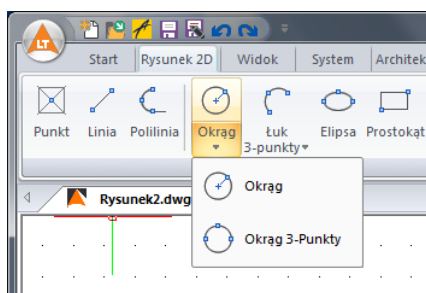 LT
Start Rysunek 2D Widok System Architek
Punkt Linia Polilinia Okrąg Łuk 3-punkty Elipsa Prostokąt
Rysunek2.dwg
Okrąg
Okrąg 3-Punkty